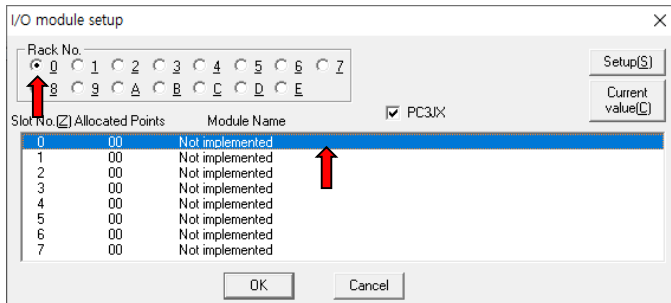 I/O module setup
Rack No.
0 1 2 3 4 5 6 7
8 9 A B C D E
Setup(S)
Current
value(C)
PC3JX
Slot No.(Z) Allocated Points Module Name
0 00 Not implemented
1 00 Not implemented
2 00 Not implemented
3 00 Not implemented
4 00 Not implemented
5 00 Not implemented
6 00 Not implemented
7 00 Not implemented
OK Cancel